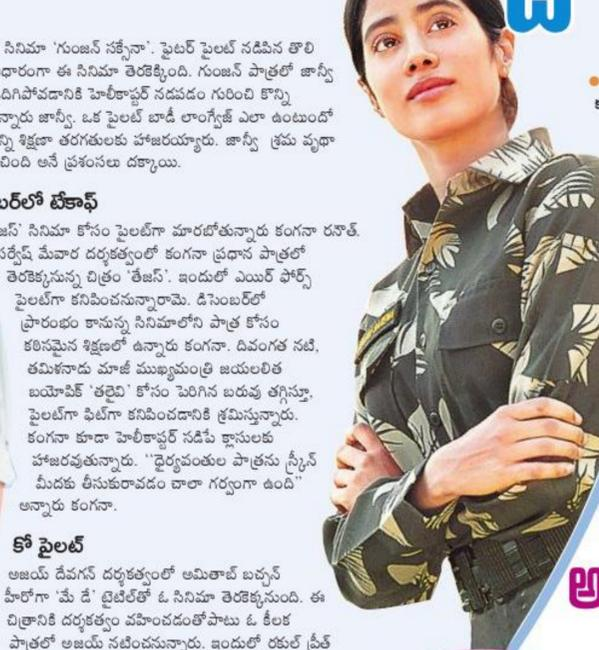 సినిమా ‘గుంజన్ సక్సేనా’. ఫైటర్ పైలట్ నడిపిన తొలి
ధారంగా ఈ సినిమా తెరకెక్కింది. గుంజన్ పాత్రలో జాన్వీ
దిగిపోవడానికి హెలీకాప్టర్ నడపడం గురించి కొన్ని
న్నారు జాన్వీ. ఒక పైలట్ బాడీ లాంగ్వేజ్ ఎలా ఉంటుందో
న్ని శిక్షణా తరగతులకు హాజరయ్యారు. జాన్వీ శ్రమ వృథా
చింది అనే ప్రశంసలు దక్కాయి.
బర్‌లో టేకాఫ్
జస్’ సినిమా కోసం పైలట్‌గా మారబోతున్నారు కంగనా రనౌత్.
సర్వేష్ మేవార దర్శకత్వంలో కంగనా ప్రధాన పాత్రలో
తెరకెక్కనున్న చిత్రం ‘తేజస్’. ఇందులో ఎయిర్ ఫోర్స్
పైలట్‌గా కనిపించనున్నారామె. డిసెంబర్‌లో
ప్రారంభం కానున్న సినిమాలోని పాత్ర కోసం
కఠినమైన శిక్షణలో ఉన్నారు కంగనా. దివంగత నటి,
తమిళనాడు మాజీ ముఖ్యమంత్రి జయలలిత
బయోపిక్ ‘తలైవి’ కోసం పెరిగిన బరువు తగ్గిస్తూ,
పైలట్‌గా ఫిట్‌గా కనిపించడానికి శ్రమిస్తున్నారు.
కంగనా కూడా హెలీకాప్టర్ నడిపే క్లాసులకు
హాజరవుతున్నారు. ‘‘ధైర్యవంతుల పాత్రను స్క్రీన్
మీదకు తీసుకురావడం చాలా గర్వంగా ఉంది’’
అన్నారు కంగనా.
కో పైలట్
అజయ్ దేవగన్ దర్శకత్వంలో అమితాబ్ బచ్చన్
హీరోగా ‘మే డే’ టైటిల్‌తో ఓ సినిమా తెరకెక్కనుంది. ఈ
చిత్రానికి దర్శకత్వం వహించడంతోపాటు ఓ కీలక
పాత్రలో అజయ్ నటించనున్నారు. ఇందులో రకుల్ ప్రీత్